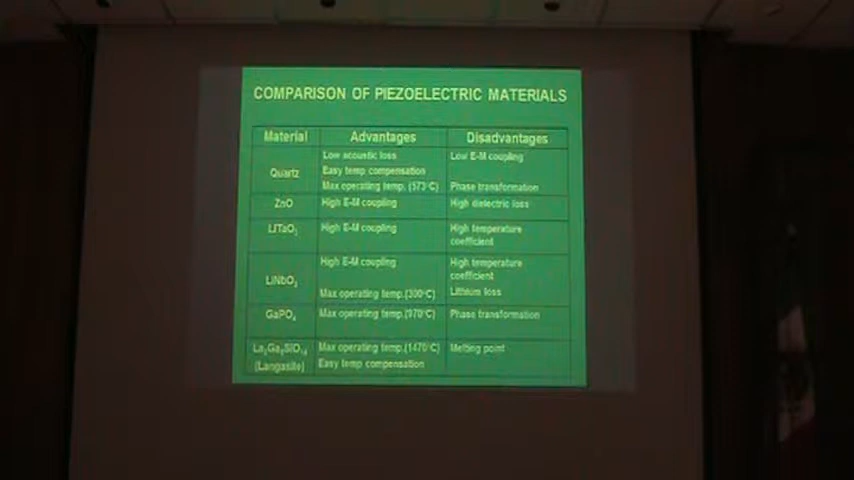 COMPARISON OF PIEZOELECTRIC MATERIALS
Material Advantages Disadvantages
Quartz
Low acoustic loss
Easy temp compensation
Max operating temp. (573°C)
Low E-M coupling
Phase transformation
ZnO High E-M coupling High dielectric loss
LiTaO₃ High E-M coupling High temperature
coefficient
LiNbO₃
High E-M coupling
Max operating temp.(300°C)
High temperature
coefficient
Lithium loss
GaPO₄ Max operating temp.(970°C) Phase transformation
La₃Ga₅SiO₁₄
(Langasite)
Max operating temp.(1470°C)
Easy temp compensation
Melting point